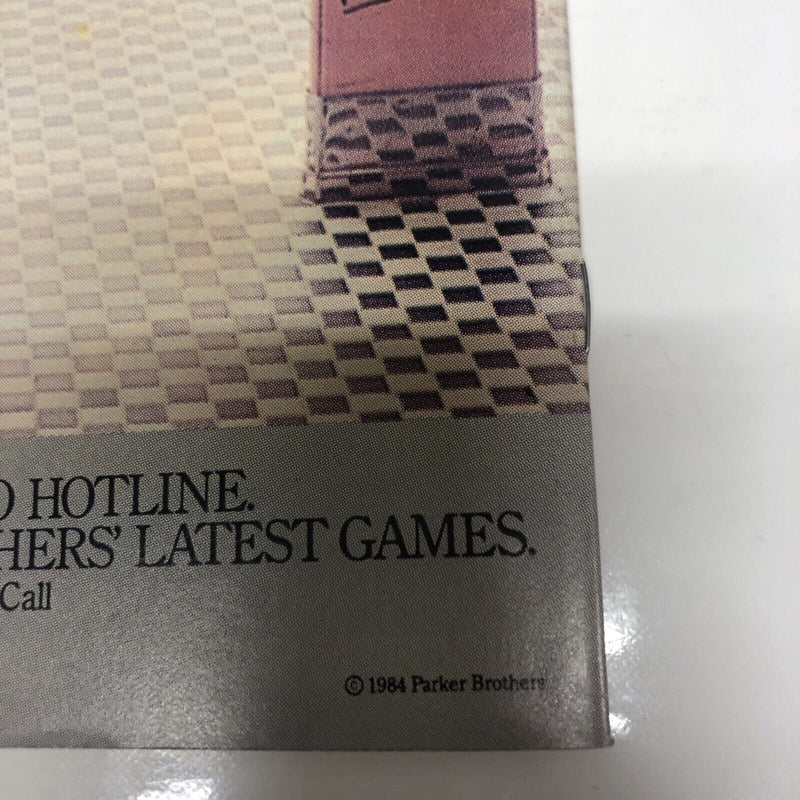 O HOTLINE.
HERS' LATEST GAMES.
Call
© 1984 Parker Brothers